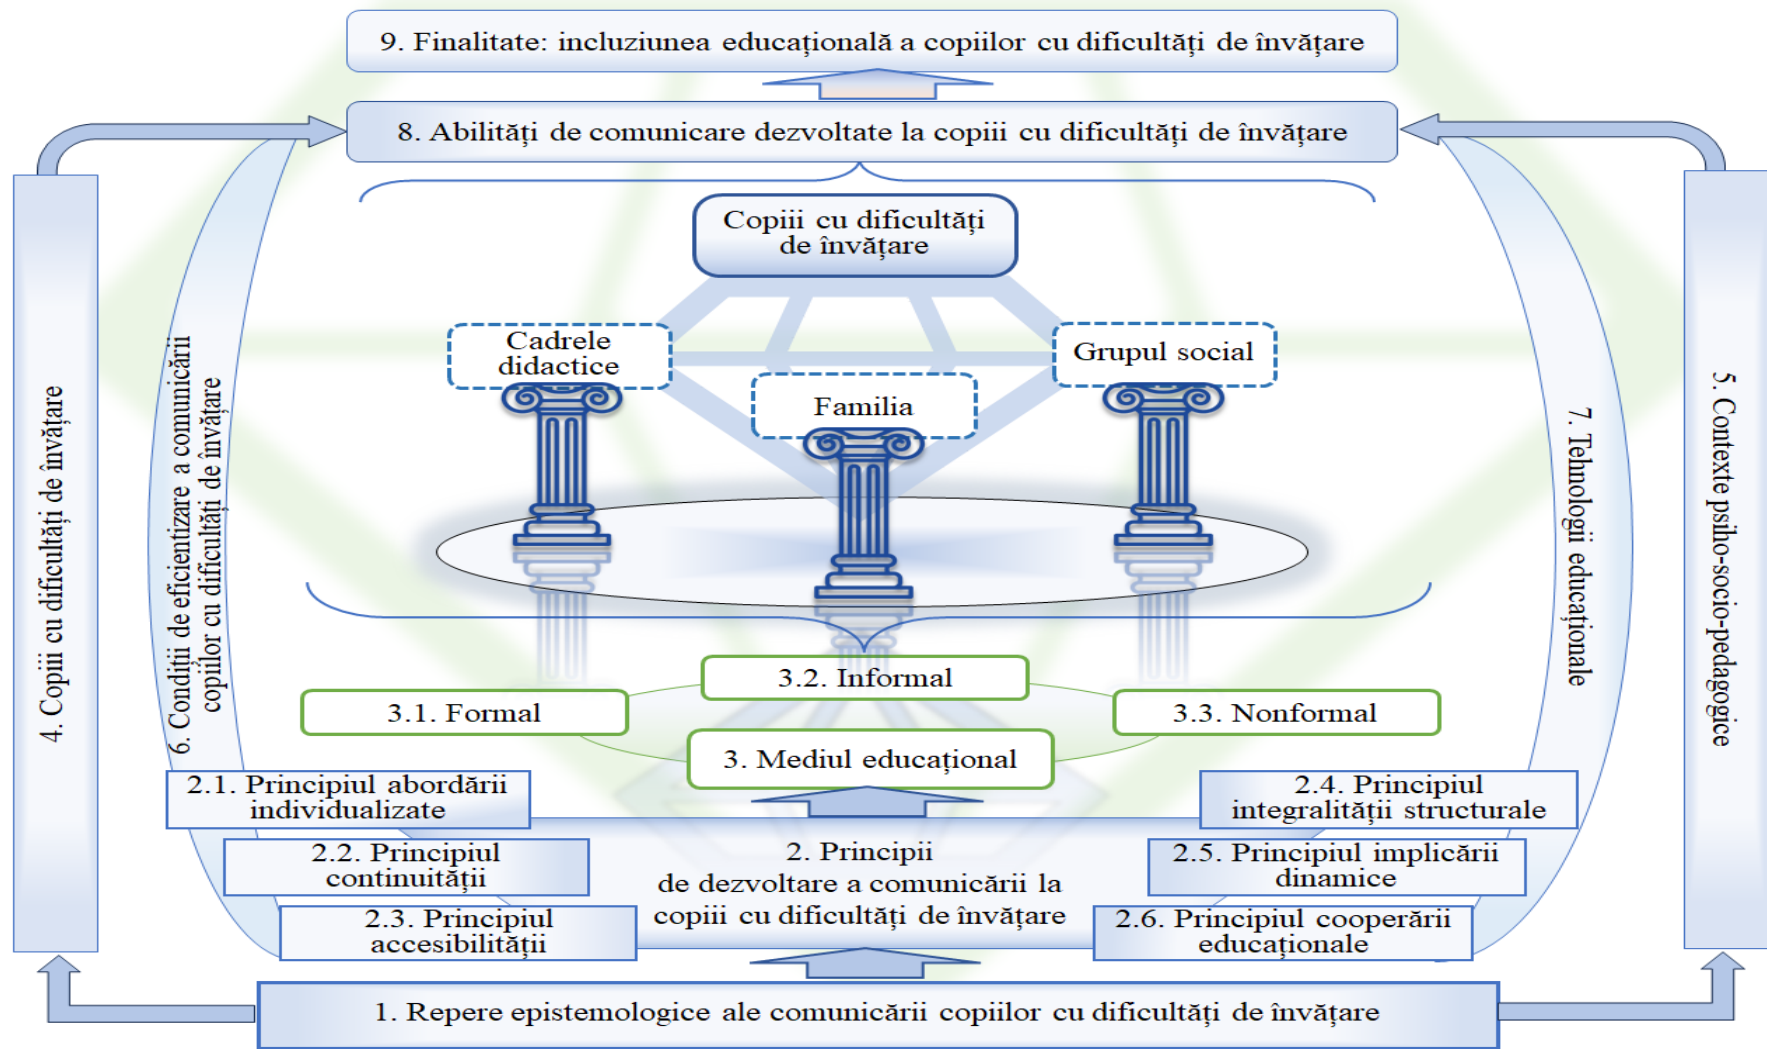 9. Finalitate: incluziunea educațională a copiilor cu dificultăți de învățare
8. Abilități de comunicare dezvoltate la copiii cu dificultăți de învățare
Copiii cu dificultăți
de învățare
Cadrele
didactice
Familia
Grupul social
4. Copii cu dificultăți de învățare
6. Condiții de eficientizare a comunicării
copiilor cu dificultăți de învățare
7. Tehnologii educaționale
5. Contexte psiho-socio-pedagogice
3.2. Informal
3.1. Formal
3.3. Nonformal
3. Mediul educațional
2.1. Principiul abordării
individualizate
2.2. Principiul
continuității
2.3. Principiul
accesibilității
2. Principii
de dezvoltare a comunicării la
copiii cu dificultăți de învățare
2.4. Principiul
integralității structurale
2.5. Principiul implicării
dinamice
2.6. Principiul cooperării
educaționale
1. Repere epistemologice ale comunicării copiilor cu dificultăți de învățare